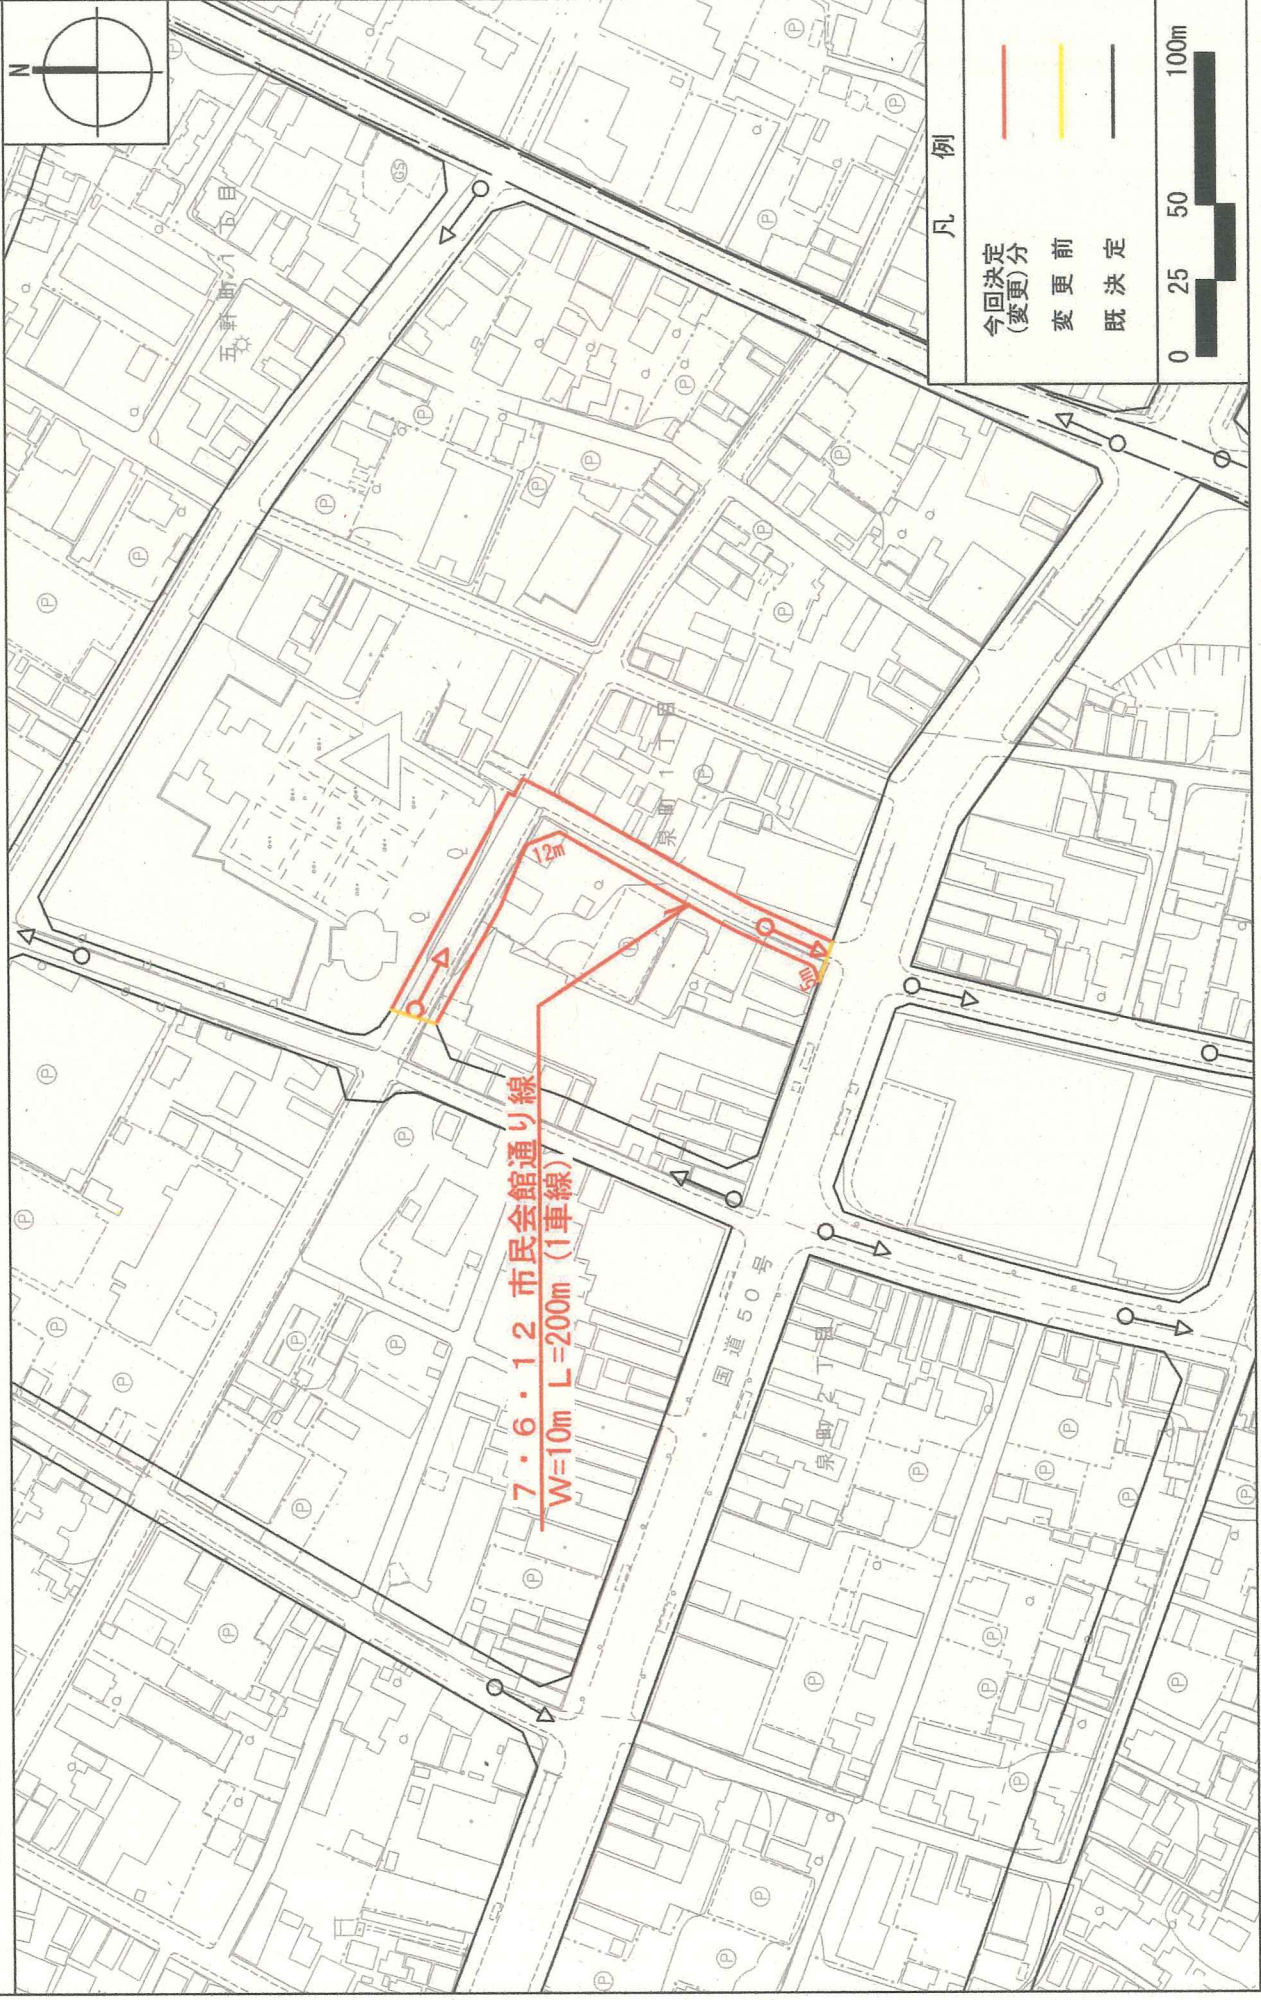 N
五軒町1丁目
GS
泉町1丁目
12m
5m
7・6・12 市民会館通り線
W=10m L=200m (1車線)
国道50号
泉町2丁目
凡 例
今回決定
(変更)分
変 更 前
既 決 定
0 25 50 100m